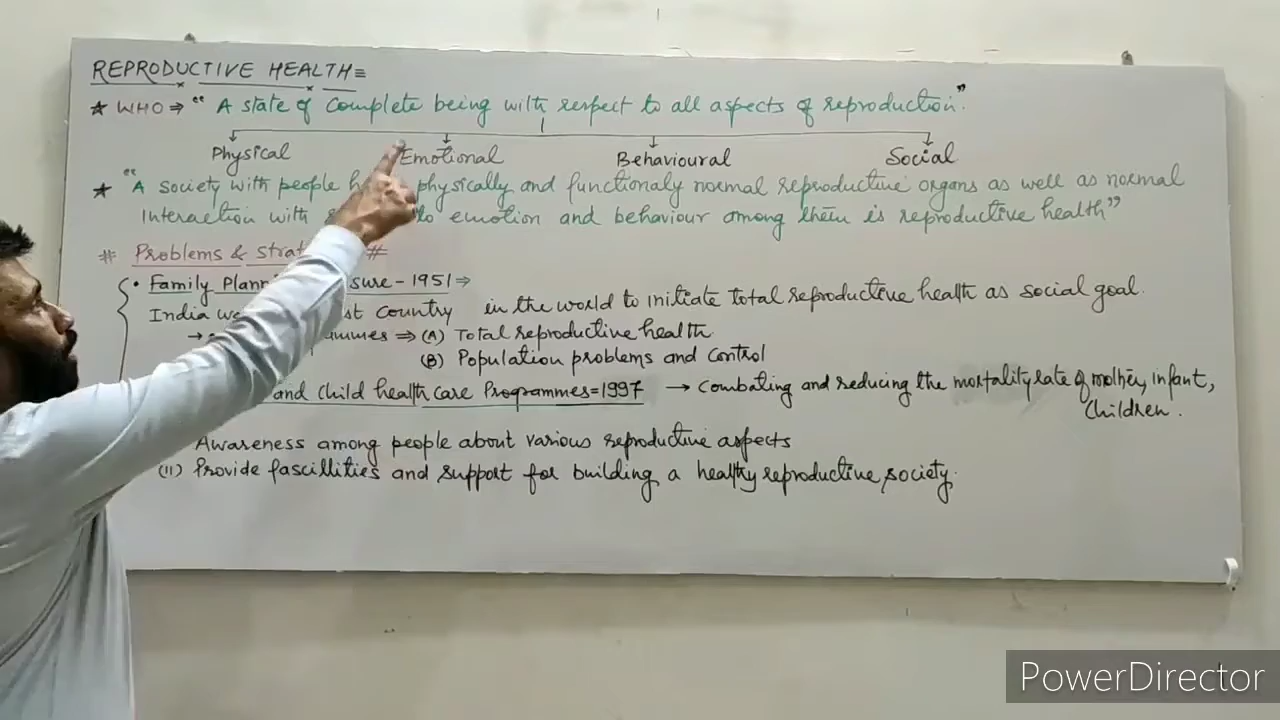 REPRODUCTIVE HEALTH
★ WHO ⇒ " A state of complete being with respect to all aspects of reproduction."
Physical Emotional Behavioural Social
★ "A society with people physically and functionaly normal reproductive organs as well as normal
Interaction with emotion and behaviour among them is reproductive health"
# Problems & #
• Family 1951 ⇒
India country in the world to initiate total reproductive health as social goal.
⇒ (A) Total reproductive health
(B) Population problems and control
and child health care Programmes=1997 → combating and reducing the mortality rate of mother, infant,
children.
Awareness among people about various reproductive aspects
(II) Provide fascillities and support for building a healthy reproductive society.
PowerDirector